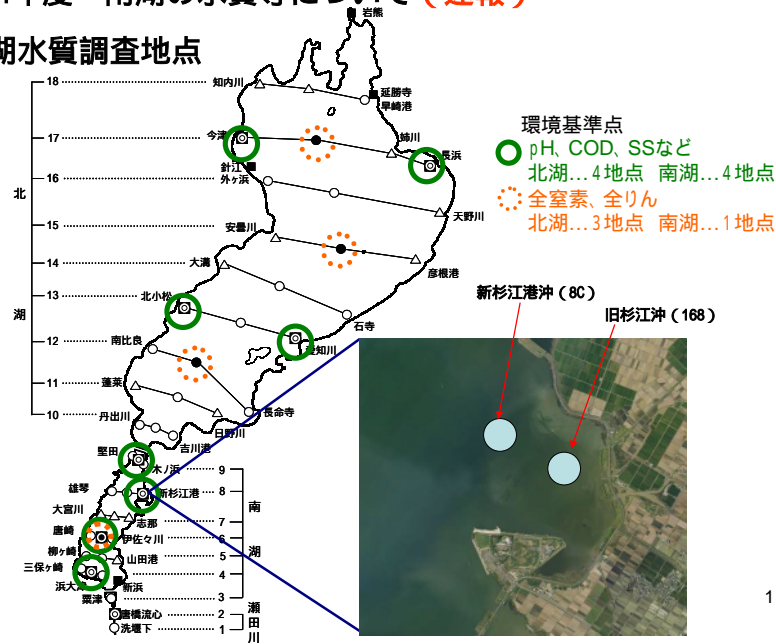 年度 南湖の水質等について（速報）
湖水質調査地点
岩熊
18 知内川
延勝寺
早崎港
17 今津
姉川
長浜
針江
16 外ヶ浜
天野川
15 安曇川
14 大溝
彦根港
13 北小松
石寺
12 南比良
愛知川
11 蓬莱
10 丹出川
長命寺
日野川
吉川港
堅田
木ノ浜 9
雄琴
新杉江港 8
大宮川
志那 7
唐崎
伊佐々川 6
柳ヶ崎
山田港 5
三保ヶ崎
4
浜大津
新浜
粟津 3
唐橋流心 2
洗堰下 1
北
湖
南
湖
瀬
田
川
環境基準点
pH、COD、SSなど
北湖…4地点 南湖…4地点
全窒素、全りん
北湖…3地点 南湖…1地点
新杉江港沖（8C）
旧杉江沖（16B）
1